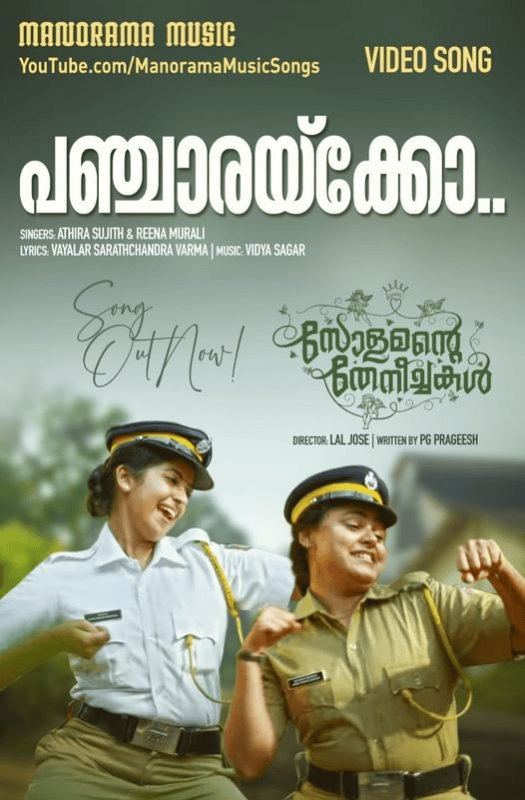 MANORAMA MUSIC
YouTube.com/ManoramaMusicSongs
VIDEO SONG
പഞ്ചാരയ്ക്കോ..
SINGERS: ATHIRA SUJITH & REENA MURALI
LYRICS: VAYALAR SARATHCHANDRA VARMA | MUSIC: VIDYA SAGAR
Song
Out Now!
സോളമന്റെ
തേനീച്ചകൾ
DIRECTOR: LAL JOSE | WRITTEN BY PG PRAGEESH